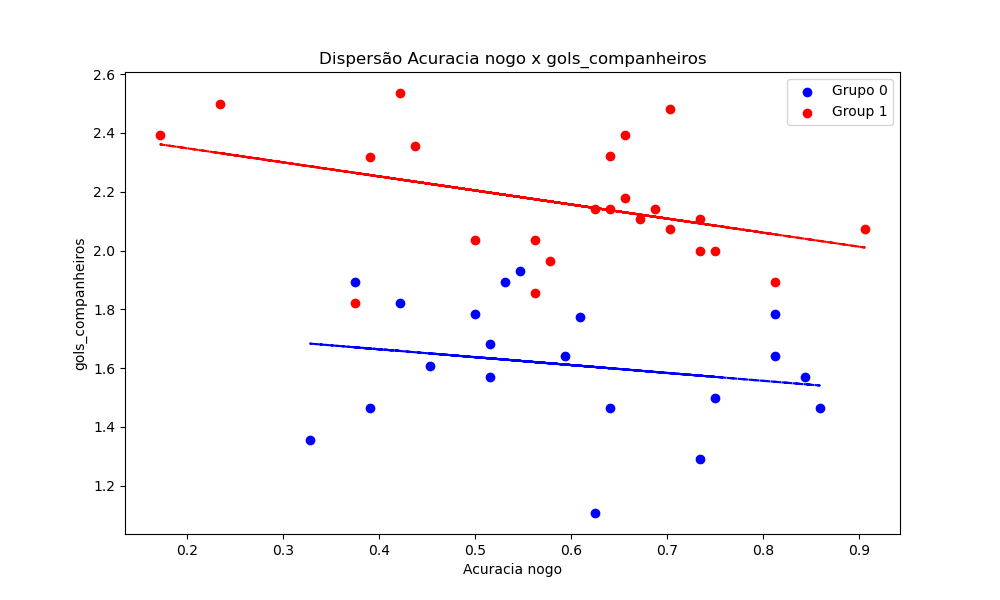 Dispersão Acuracia nogo x gols_companheiros
Grupo 0
Group 1
gols_companheiros
2.6
2.4
2.2
2.0
1.8
1.6
1.4
1.2
0.2 0.3 0.4 0.5 0.6 0.7 0.8 0.9
Acuracia nogo